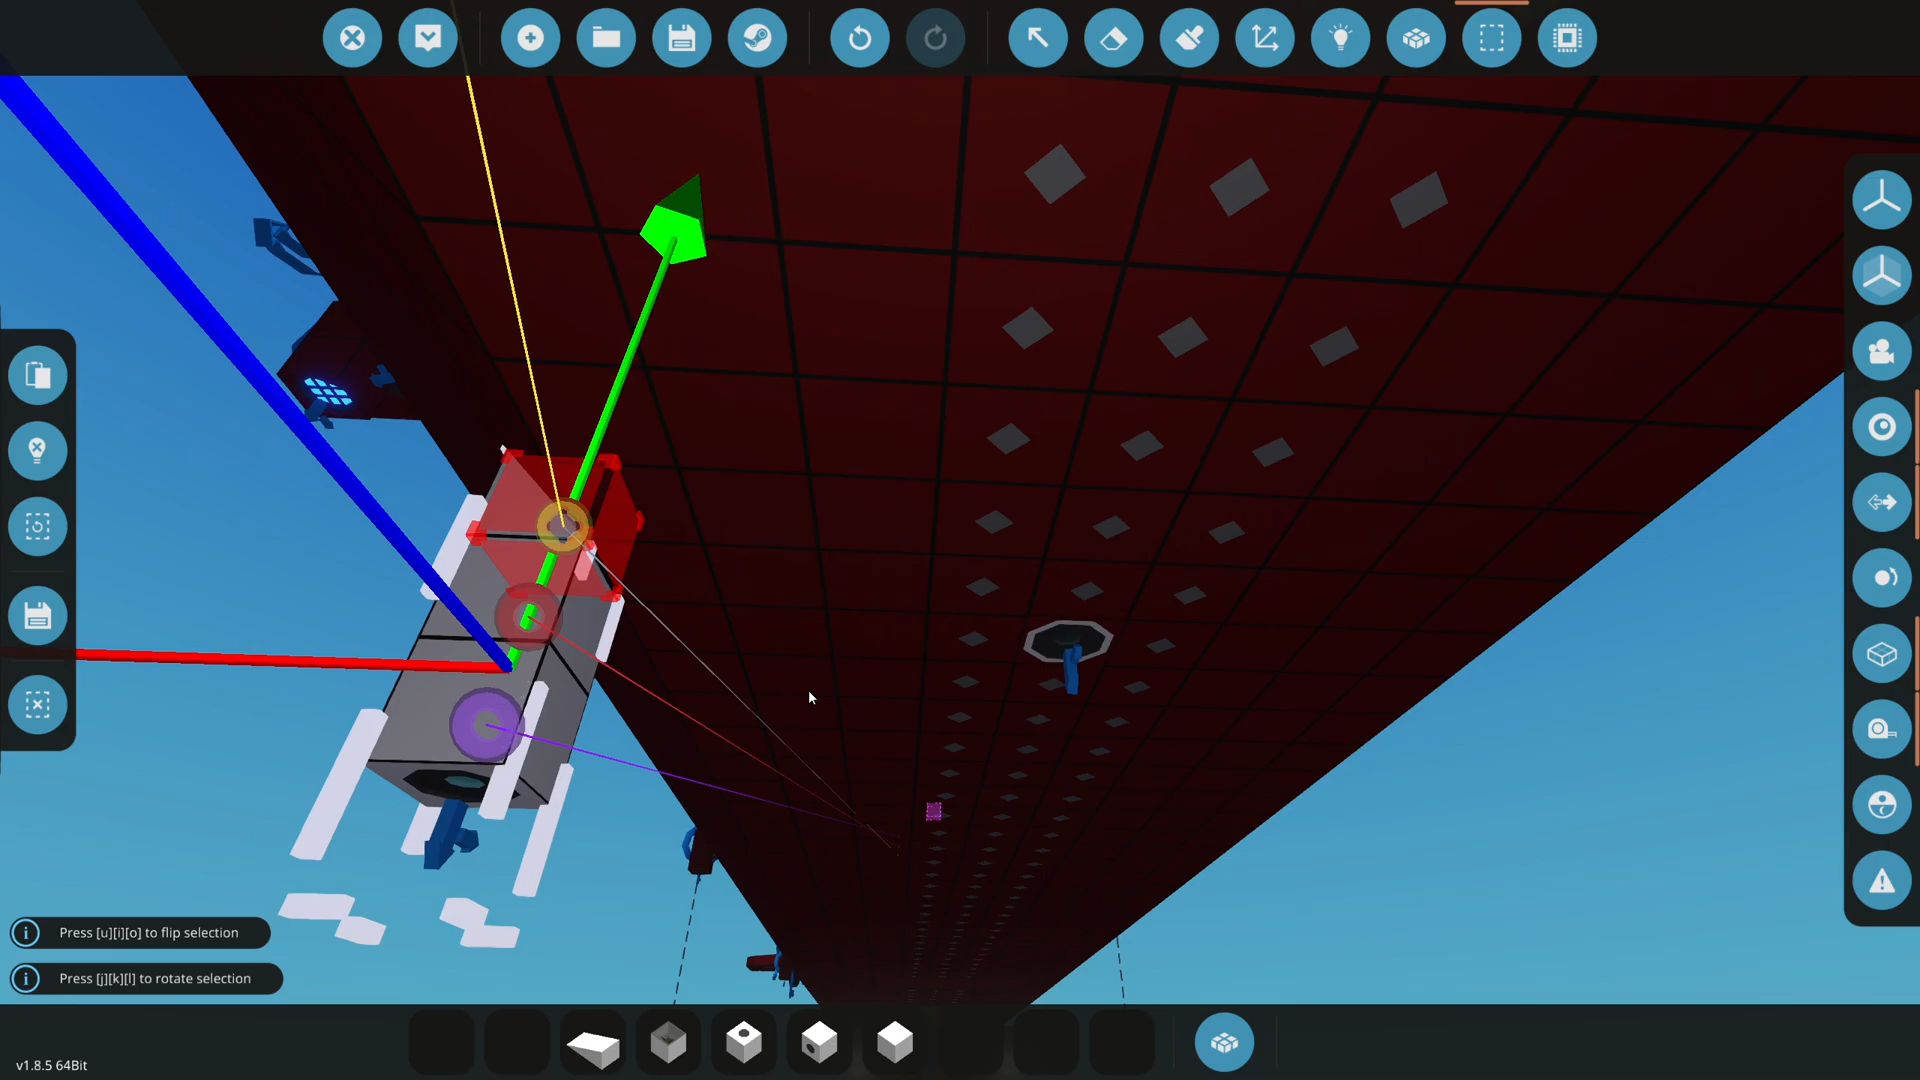 Press [u][i][o] to flip selection
Press [j][k][l] to rotate selection
v1.8.5 64Bit